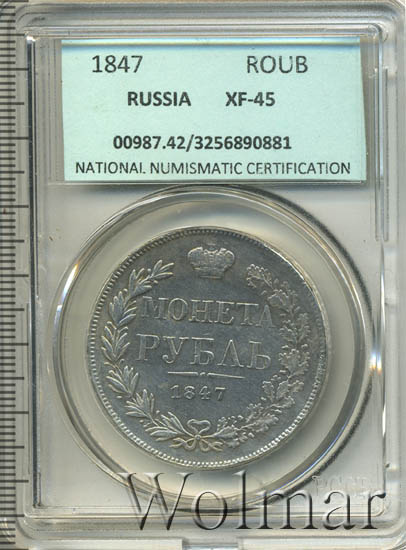 1847 ROUB
RUSSIA XF-45
00987.42/3256890881
NATIONAL NUMISMATIC CERTIFICATION
МОНЕТА
РУБЛЬ
1847
Wolmar